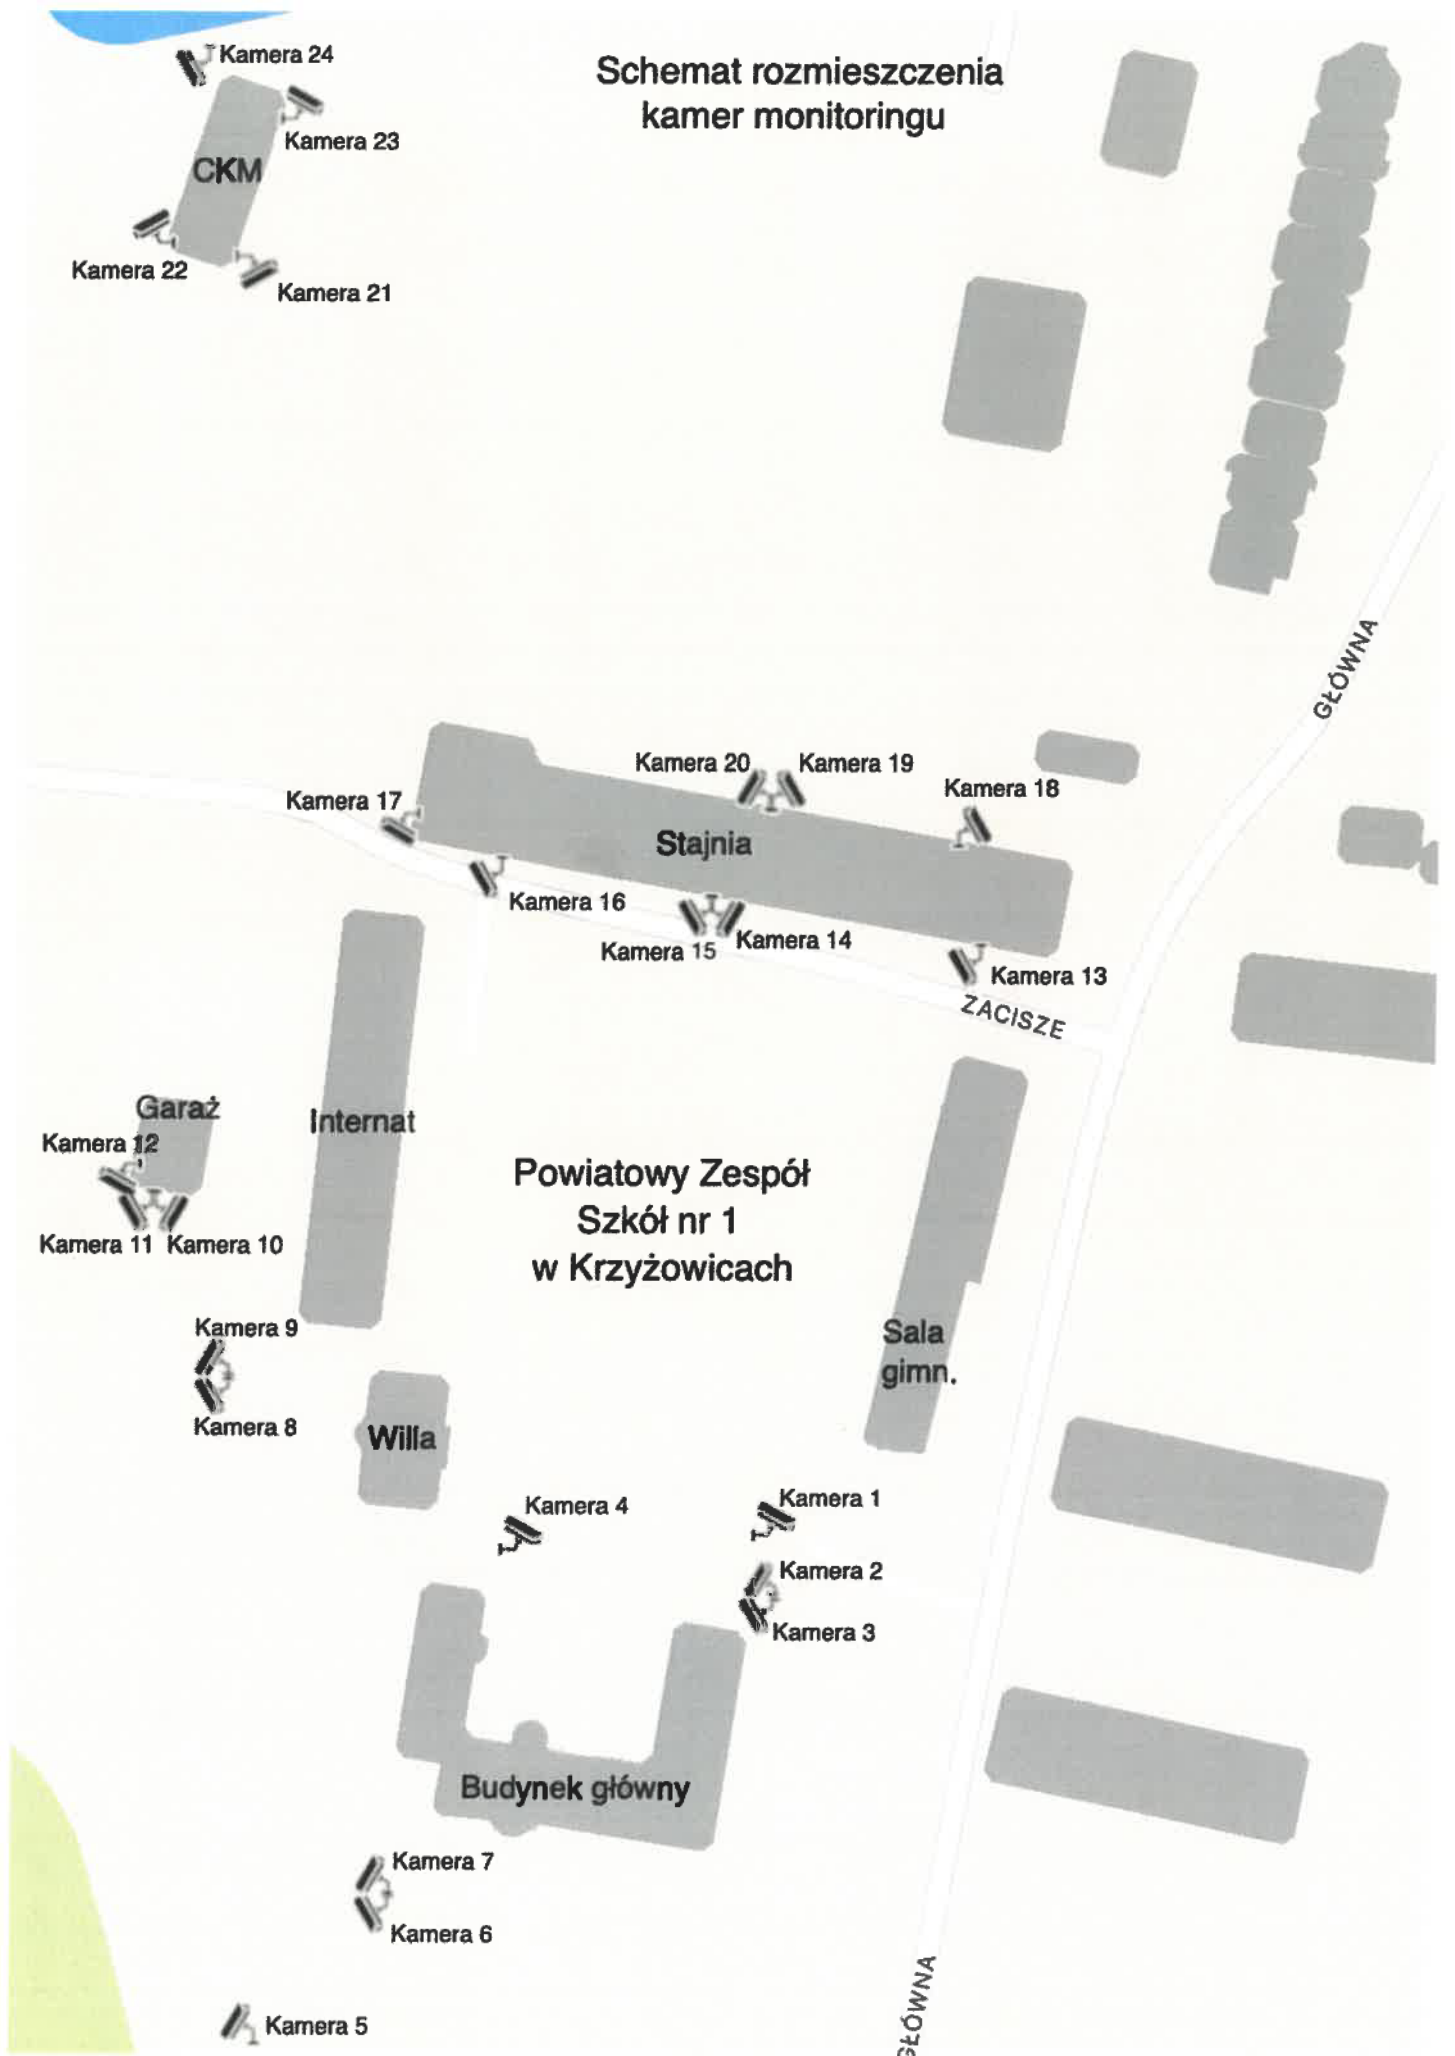 Kamera 24
Schemat rozmieszczenia
kamer monitoringu
Kamera 23
CKM
Kamera 22
Kamera 21
GŁÓWNA
Kamera 20
Kamera 19
Kamera 18
Kamera 17
Stajnia
Kamera 16
Kamera 15
Kamera 14
Kamera 13
ZACISZE
Garaż
Internat
Kamera 12
Powiatowy Zespół
Szkół nr 1
w Krzyżowicach
Kamera 11
Kamera 10
Kamera 9
Sala
gimn.
Kamera 8
Willa
Kamera 4
Kamera 1
Kamera 2
Kamera 3
Budynek główny
Kamera 7
Kamera 6
GŁÓWNA
Kamera 5